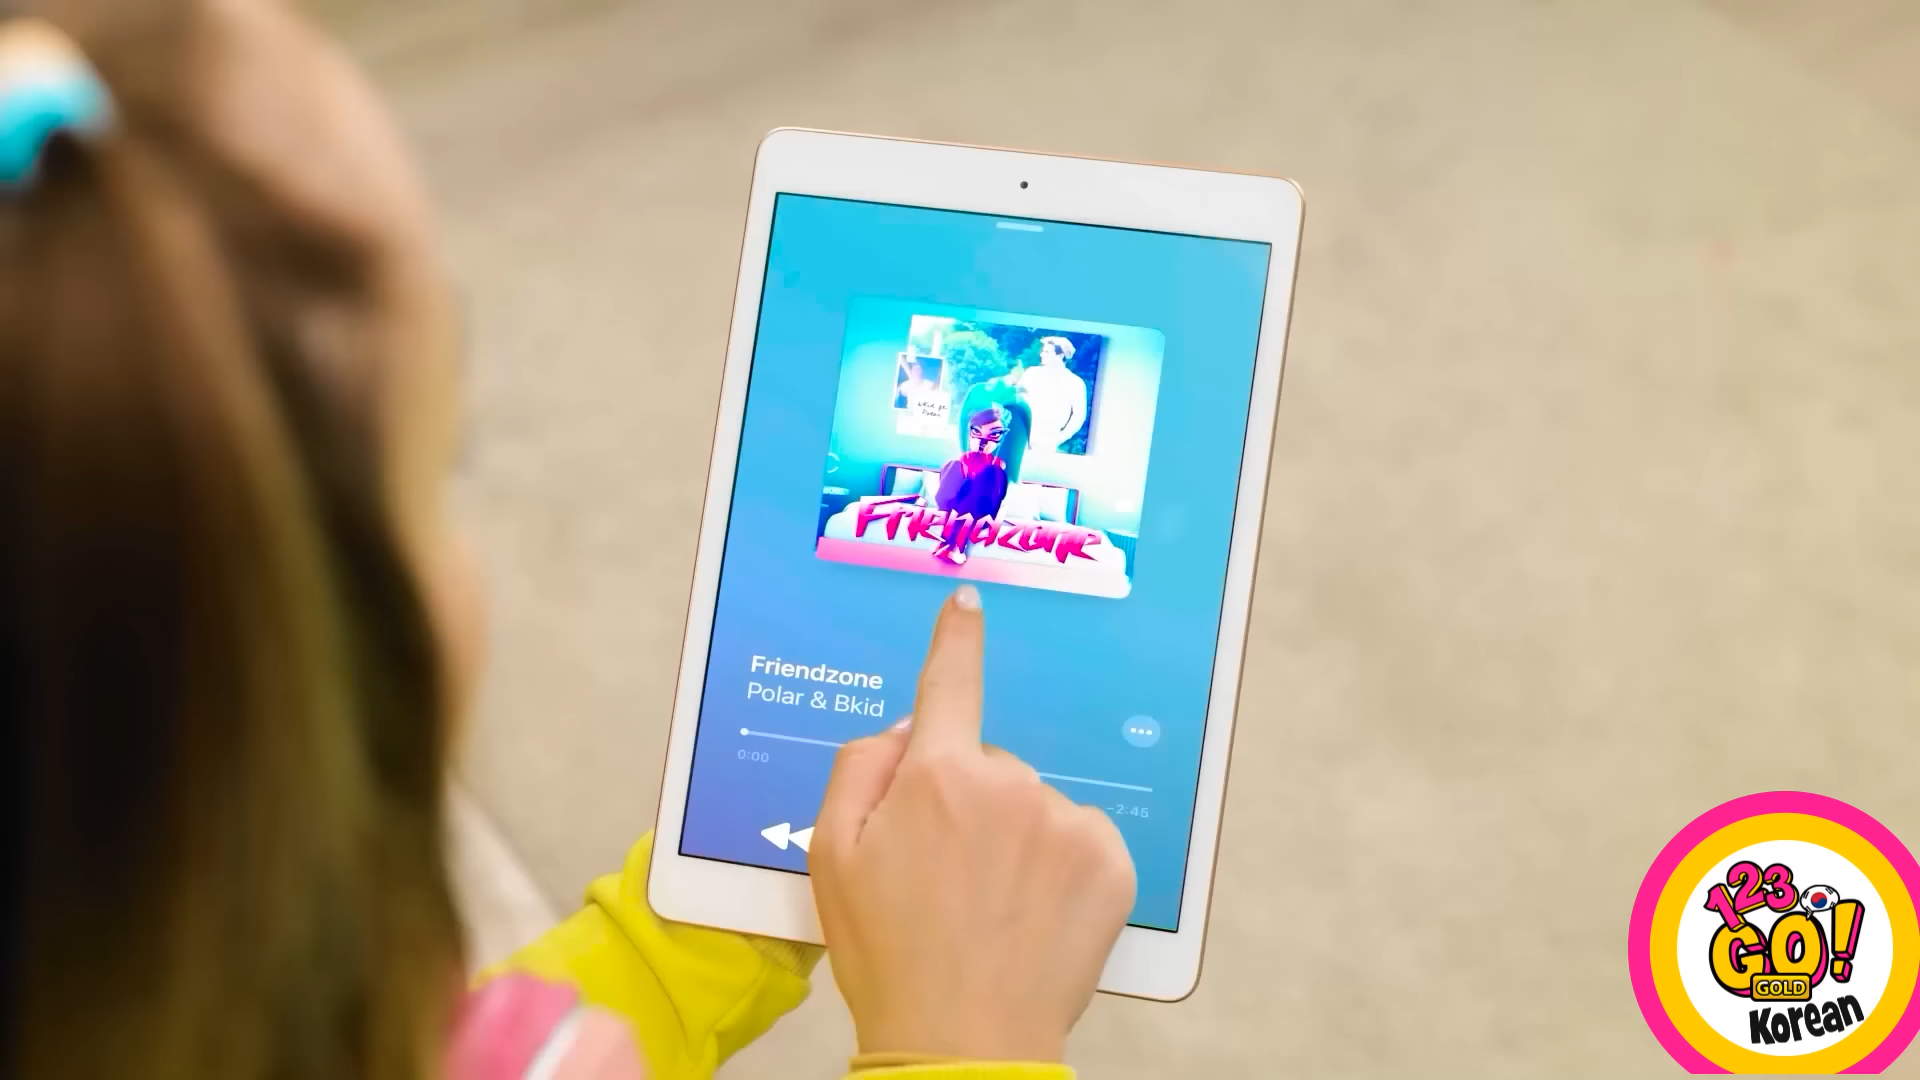 Friendzone
Friendzone
Polar & Bkid
0:00
-2:45
123
GO!
GOLD
Korean